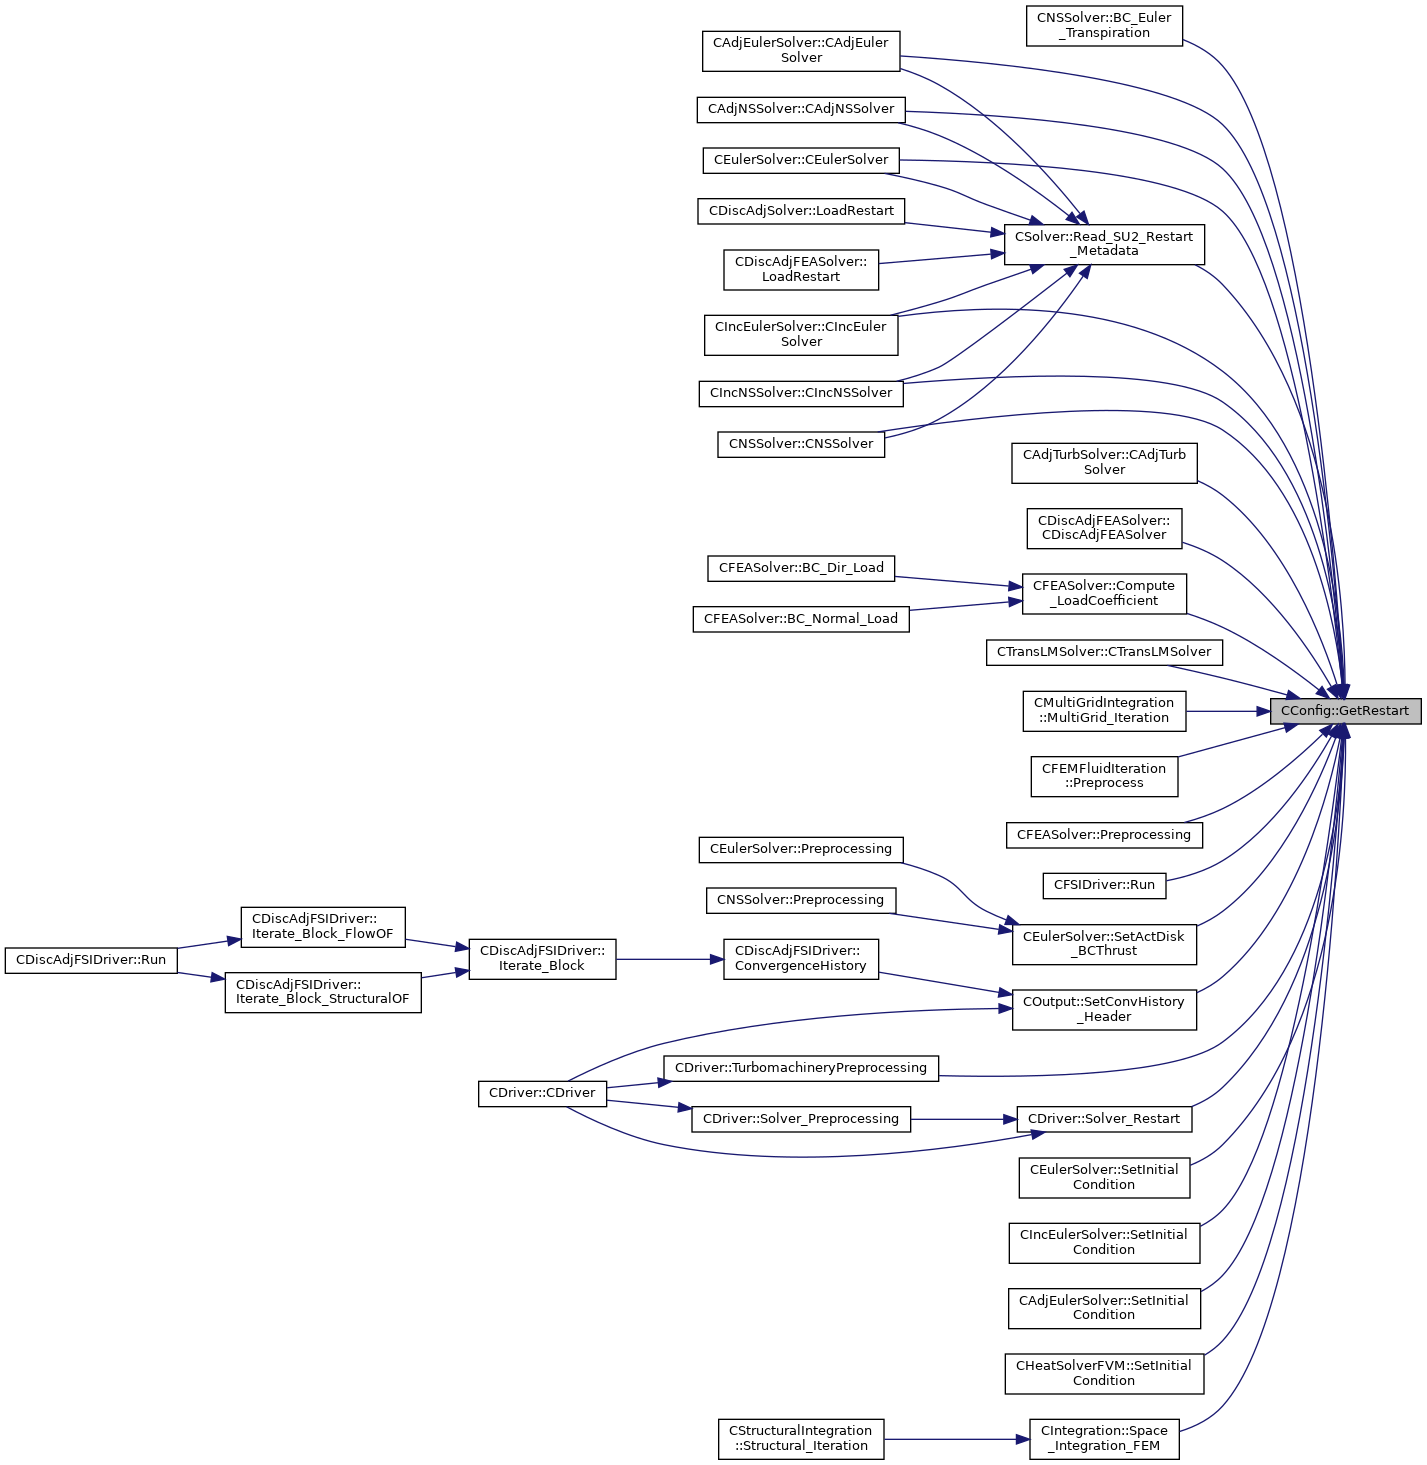 CNSSolver::BC_Euler
_Transpiration
CAdjEulerSolver::CAdjEuler
Solver
CAdjNSSolver::CAdjNSSolver
CEulerSolver::CEulerSolver
CDiscAdjSolver::LoadRestart
CSolver::Read_SU2_Restart
_Metadata
CDiscAdjFEASolver::
LoadRestart
CIncEulerSolver::CIncEuler
Solver
CIncNSSolver::CIncNSSolver
CNSSolver::CNSSolver
CAdjTurbSolver::CAdjTurb
Solver
CDiscAdjFEASolver::
CDiscAdjFEASolver
CFEASolver::BC_Dir_Load
CFEASolver::Compute
_LoadCoefficient
CFEASolver::BC_Normal_Load
CTransLMSolver::CTransLMSolver
CMultiGridIntegration
::MultiGrid_Iteration
CConfig::GetRestart
CFEMFluidIteration
::Preprocess
CFEASolver::Preprocessing
CEulerSolver::Preprocessing
CFSIDriver::Run
CNSSolver::Preprocessing
CEulerSolver::SetActDisk
_BCThrust
CDiscAdjFSIDriver::
Iterate_Block_FlowOF
CDiscAdjFSIDriver::Run
CDiscAdjFSIDriver::
Iterate_Block
CDiscAdjFSIDriver::
ConvergenceHistory
CDiscAdjFSIDriver::
Iterate_Block_StructuralOF
COutput::SetConvHistory
_Header
CDriver::TurbomachineryPreprocessing
CDriver::CDriver
CDriver::Solver_Preprocessing
CDriver::Solver_Restart
CEulerSolver::SetInitial
Condition
CIncEulerSolver::SetInitial
Condition
CAdjEulerSolver::SetInitial
Condition
CHeatSolverFVM::SetInitial
Condition
CStructuralIntegration
::Structural_Iteration
CIntegration::Space
_Integration_FEM